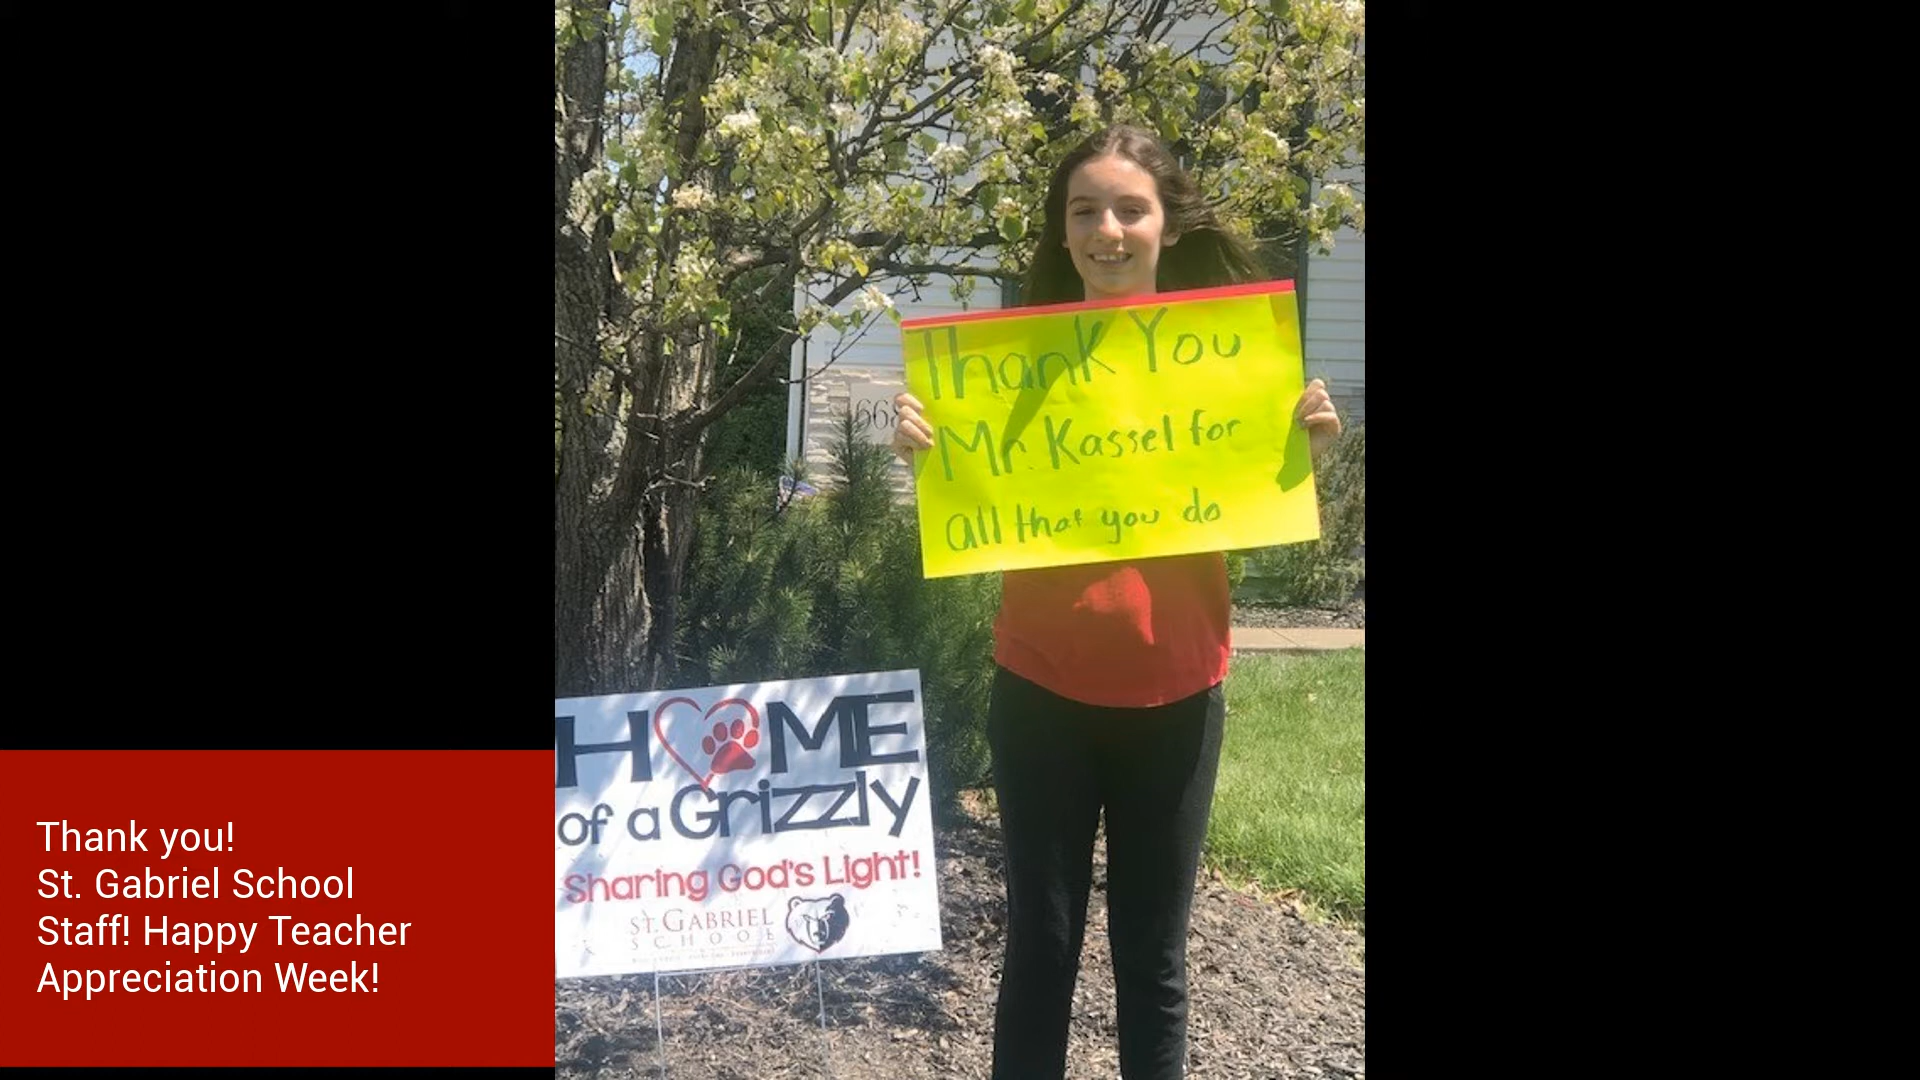 Thank You
Mr. Kassel for
all that you do
668
HOME
of a Grizzly
Sharing God's Light!
ST. GABRIEL
SCHOOL
Thank you!
St. Gabriel School
Staff! Happy Teacher
Appreciation Week!